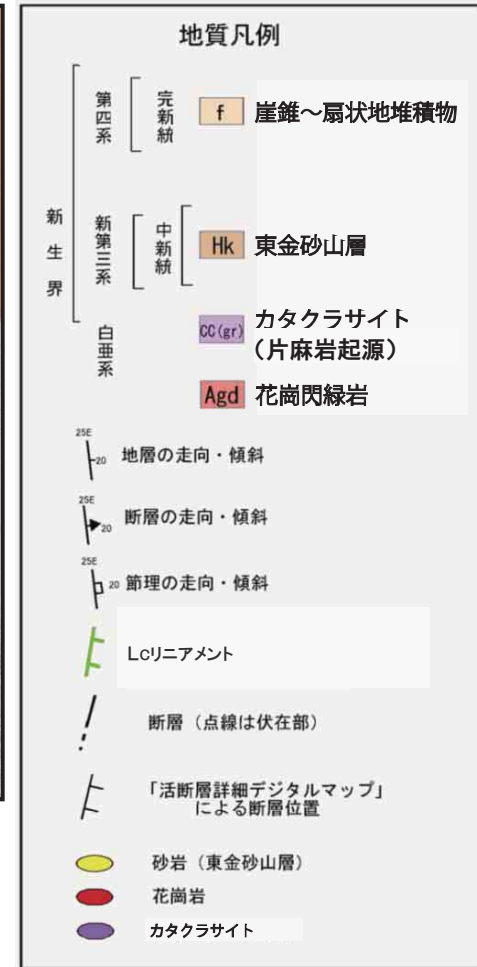 地質凡例
新生界
第四系
完新統
f 崖錐～扇状地堆積物
新第三系
中新統
Hk 東金砂山層
白亜系
CC(gr) カタクラサイト
（片麻岩起源）
Agd 花崗閃緑岩
25E
20 地層の走向・傾斜
25E
20 断層の走向・傾斜
25E
20 節理の走向・傾斜
Lcリニアメント
断層（点線は伏在部）
「活断層詳細デジタルマップ」
による断層位置
砂岩（東金砂山層）
花崗岩
カタクラサイト